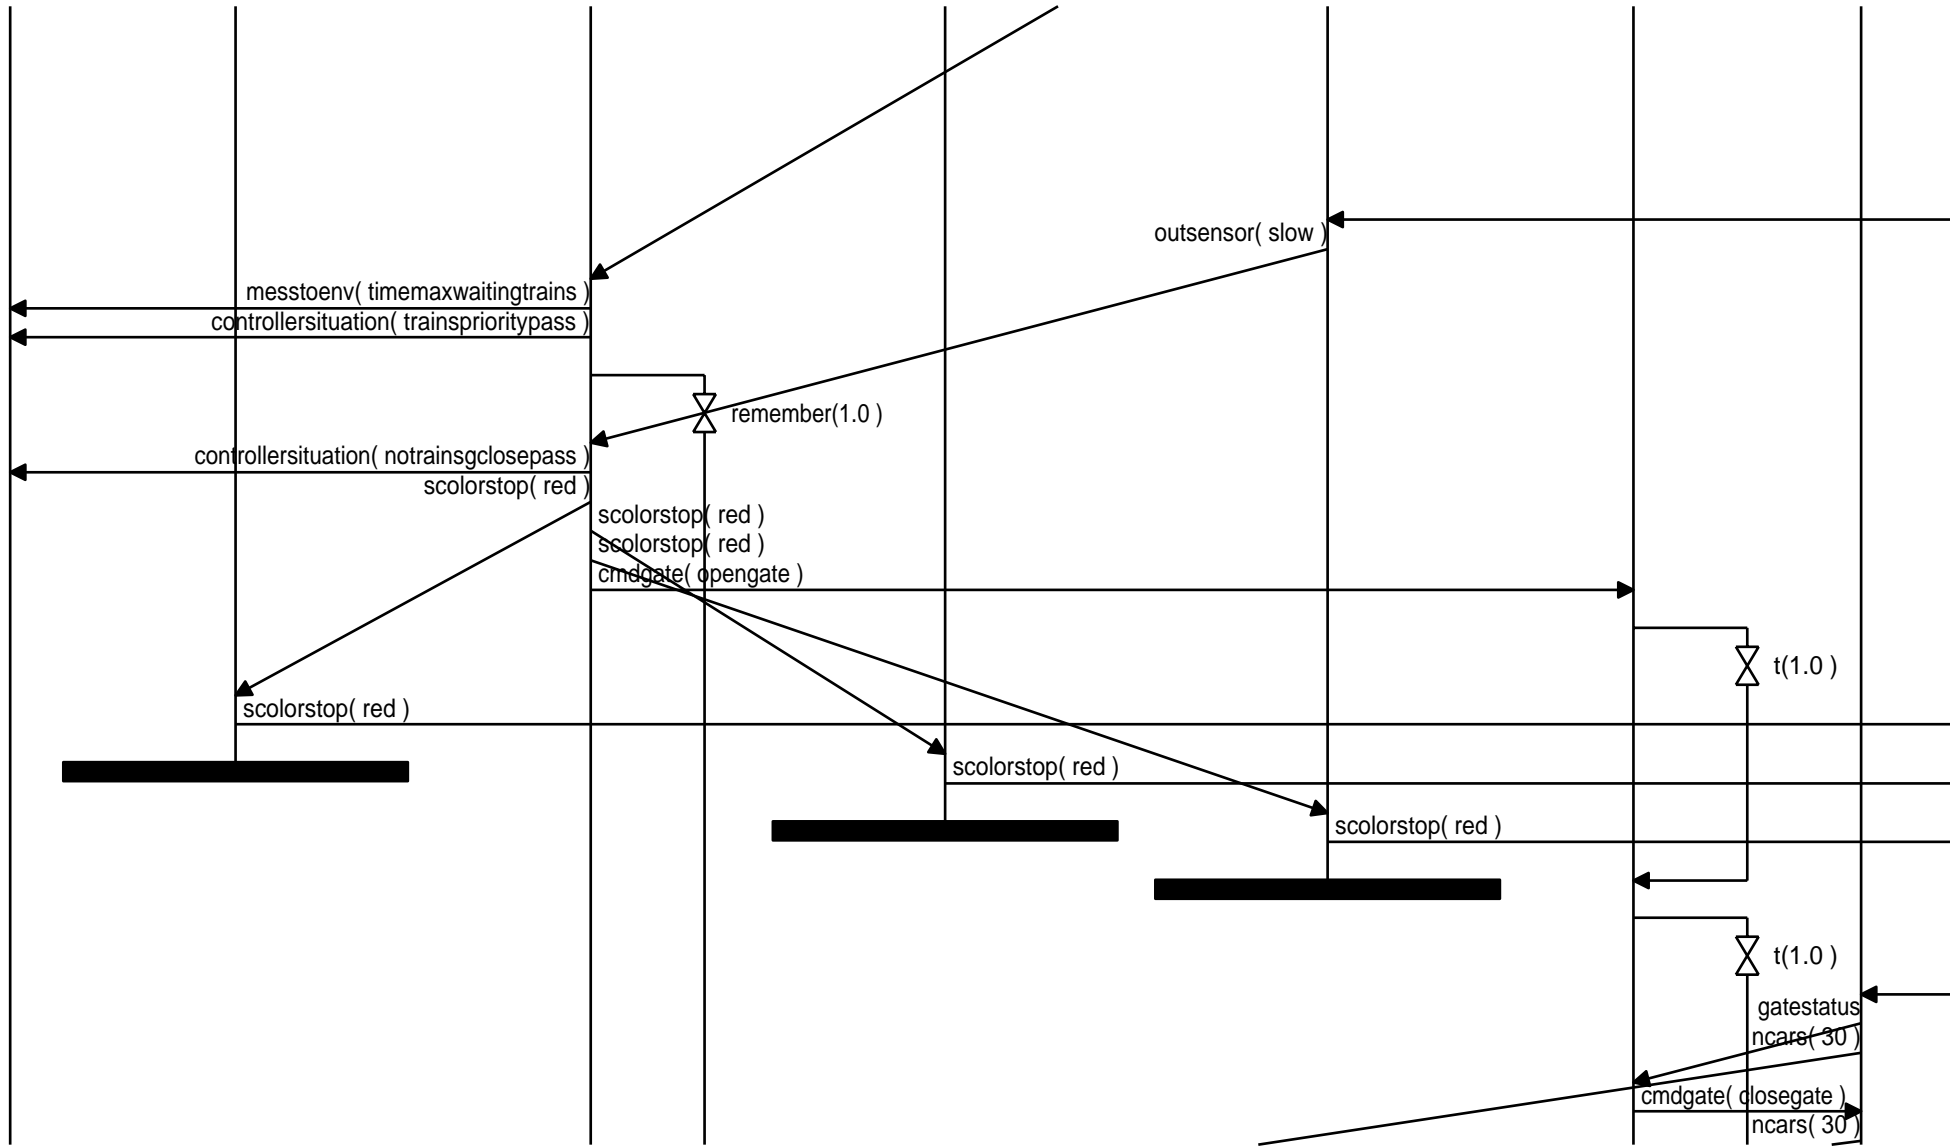 outsensor( slow )
messtoenv( timemaxwaitingtrains )
controllersituation( trainsprioritypass )
remember(1.0 )
controllersituation( notrainsgclosepass )
scolorstop( red )
scolorstop( red )
scolorstop( red )
cmdgate( opengate )
t(1.0 )
scolorstop( red )
scolorstop( red )
scolorstop( red )
t(1.0 )
gatestatus
ncars( 30 )
cmdgate( closegate )
ncars( 30 )